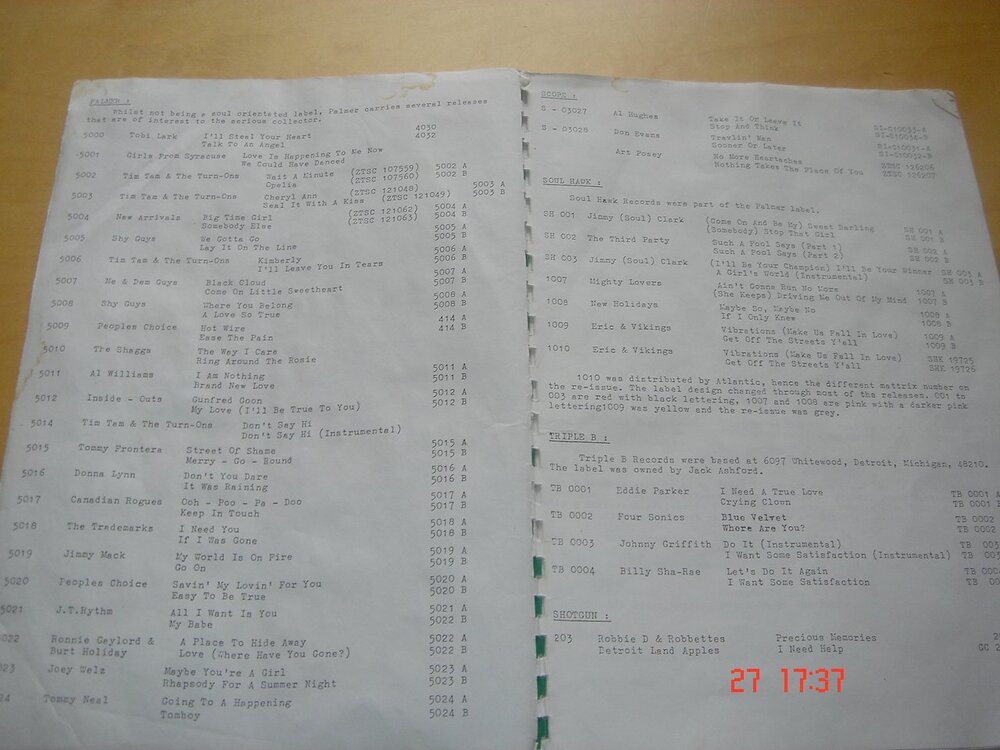 PALMER :
Whilst not being a soul orientated label, Palmer carries several releases
that are of interest to the serious collector.
5000 Tobi Lark I'll Steal Your Heart 4030
Talk To An Angel 4032
5001 Girls From Syracuse Love Is Happening To Me Now
We Could Have Danced
5002 Tim Tam & The Turn-Ons Wait A Minute (ZTSC 107559) 5002 A
Opelia (ZTSC 107560) 5002 B
5003 Tim Tam & The Turn-Ons Cheryl Ann (ZTSC 121048) 5003 A
Seal It With A Kiss (ZTSC 121049) 5003 B
5004 New Arrivals Big Time Girl (ZTSC 121062) 5004 A
Somebody Else (ZTSC 121063) 5004 B
5005 Shy Guys We Gotta Go 5005 A
Lay It On The Line 5005 B
5006 Tim Tam & The Turn-Ons Kimberly 5006 A
I'll Leave You In Tears 5006 B
5007 Me & Dem Guys Black Cloud 5007 A
Come On Little Sweetheart 5007 B
5008 Shy Guys Where You Belong 5008 A
A Love So True 5008 B
5009 Peoples Choice Hot Wire 414 A
Ease The Pain 414 B
5010 The Shaggs The Way I Care
Ring Around The Rosie
5011 Al Williams I Am Nothing 5011 A
Brand New Love 5011 B
5012 Inside - Outs Gunfred Goon 5012 A
My Love (I'll Be True To You) 5012 B
5014 Tim Tam & The Turn-Ons Don't Say Hi
Don't Say Hi (Instrumental)
5015 Tommy Frontera Street Of Shame 5015 A
Merry - Go - Round 5015 B
5016 Donna Lynn Don't You Dare 5016 A
It Was Raining 5016 B
5017 Canadian Rogues Ooh - Poo - Pa - Doo 5017 A
Keep In Touch 5017 B
5018 The Trademarks I Need You 5018 A
If I Was Gone 5018 B
5019 Jimmy Mack My World Is On Fire 5019 A
Go On 5019 B
5020 Peoples Choice Savin' My Lovin' For You 5020 A
Easy To Be True 5020 B
5021 J.T.Hythm All I Want Is You 5021 A
My Babe 5022 B
5022 Ronnie Gaylord & A Place To Hide Away 5022 A
Burt Holiday Love (Where Have You Gone?) 5022 B
23 Joey Welz Maybe You're A Girl 5023 A
Rhapsody For A Summer Night 5023 B
24 Tommy Neal Going To A Happening 5024 A
Tomboy 5024 B
SCOPE :
S - 03027 Al Hughes Take It Or Leave It SI-S10033-A
Stop And Think
S - 03028 Don Evans Travlin' Man SI-S10031-A
Sooner Or Later SI-S10032-B
Art Posey No More Heartaches ZTSC 126206
Nothing Takes The Place Of You ZTSC 126207
SOUL HAWK :
Soul Hawk Records were part of the Palmer label.
SH 001 Jimmy (Soul) Clark (Come On And Be My) Sweet Darling SH 001 A
(Somebody) Stop That Girl SH 001 B
SH 002 The Third Party Such A Fool Says (Part 1) SH 002 A
Such A Fool Says (Part 2) SH 002 B
SH 003 Jimmy (Soul) Clark (I'll Be Your Champion) I'll Be Your Winner SH 003 A
A Girl's World (Instrumental) SH 003 B
1007 Mighty Lovers Ain't Gonna Run No More 1007 A
(She Keeps) Driving Me Out Of My Mind 1007 B
1008 New Holidays Maybe So, Maybe No 1008 A
If I Only Knew 1008 B
1009 Eric & Vikings Vibrations (Make Us Fall In Love) 1009 A
Get Off The Streets Y'all 1009 B
1010 Eric & Vikings Vibrations (Make Us Fall In Love) SHK 19725
Get Off The Streets Y'all SHK 19726
1010 was distributed by Atlantic, hence the different matrix number on
the re-issue. The label design changed through most of the releases. 001 to
003 are red with black lettering, 1007 and 1008 are pink with a darker pink
lettering1009 was yellow and the re-issue was grey.
TRIPLE B :
Triple B Records were based at 6097 Whitewood, Detroit, Michigan, 48210.
The label was owned by Jack Ashford.
TB 0001 Eddie Parker I Need A True Love TB 0001 A
Crying Clown TB 0001 B
TB 0002 Four Sonics Blue Velvet TB 0002
Where Are You? TB 0002
TB 0003 Johnny Griffith Do It (Instrumental) TB 003
I Want Some Satisfaction (Instrumental) TB 003
TB 0004 Billy Sha-Rae Let's Do It Again TB 000
I Want Some Satisfaction TB 00
SHOTGUN :
203 Robbie D & Robbettes Precious Memories
Detroit Land Apples I Need Help GC 2
27 17:37